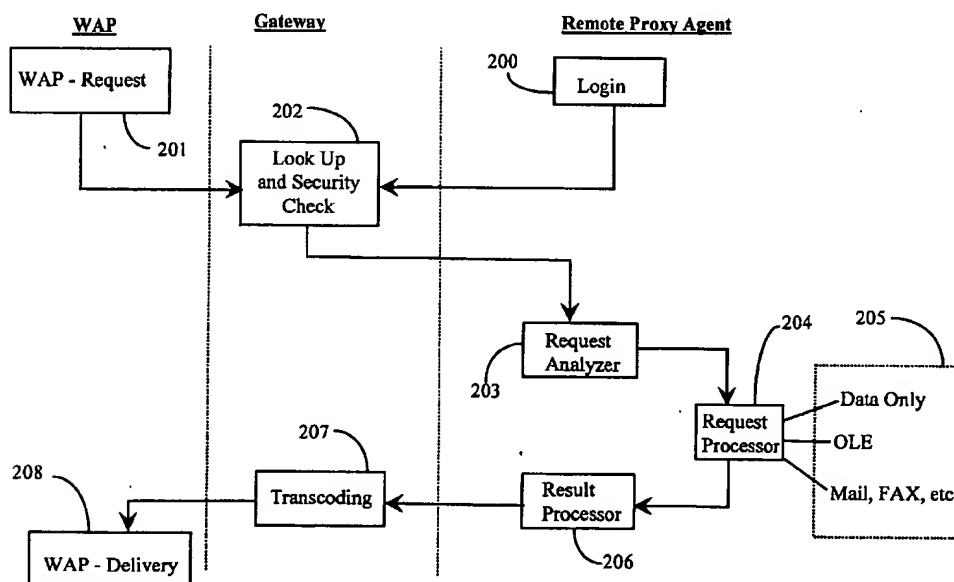 WAP
Gateway
Remote Proxy Agent
WAP - Request
201
200
Login
202
Look Up
and Security
Check
Request
Analyzer
203
204
205
Request
Processor
Data Only
OLE
Mail, FAX, etc
207
Transcoding
Result
Processor
206
208
WAP - Delivery